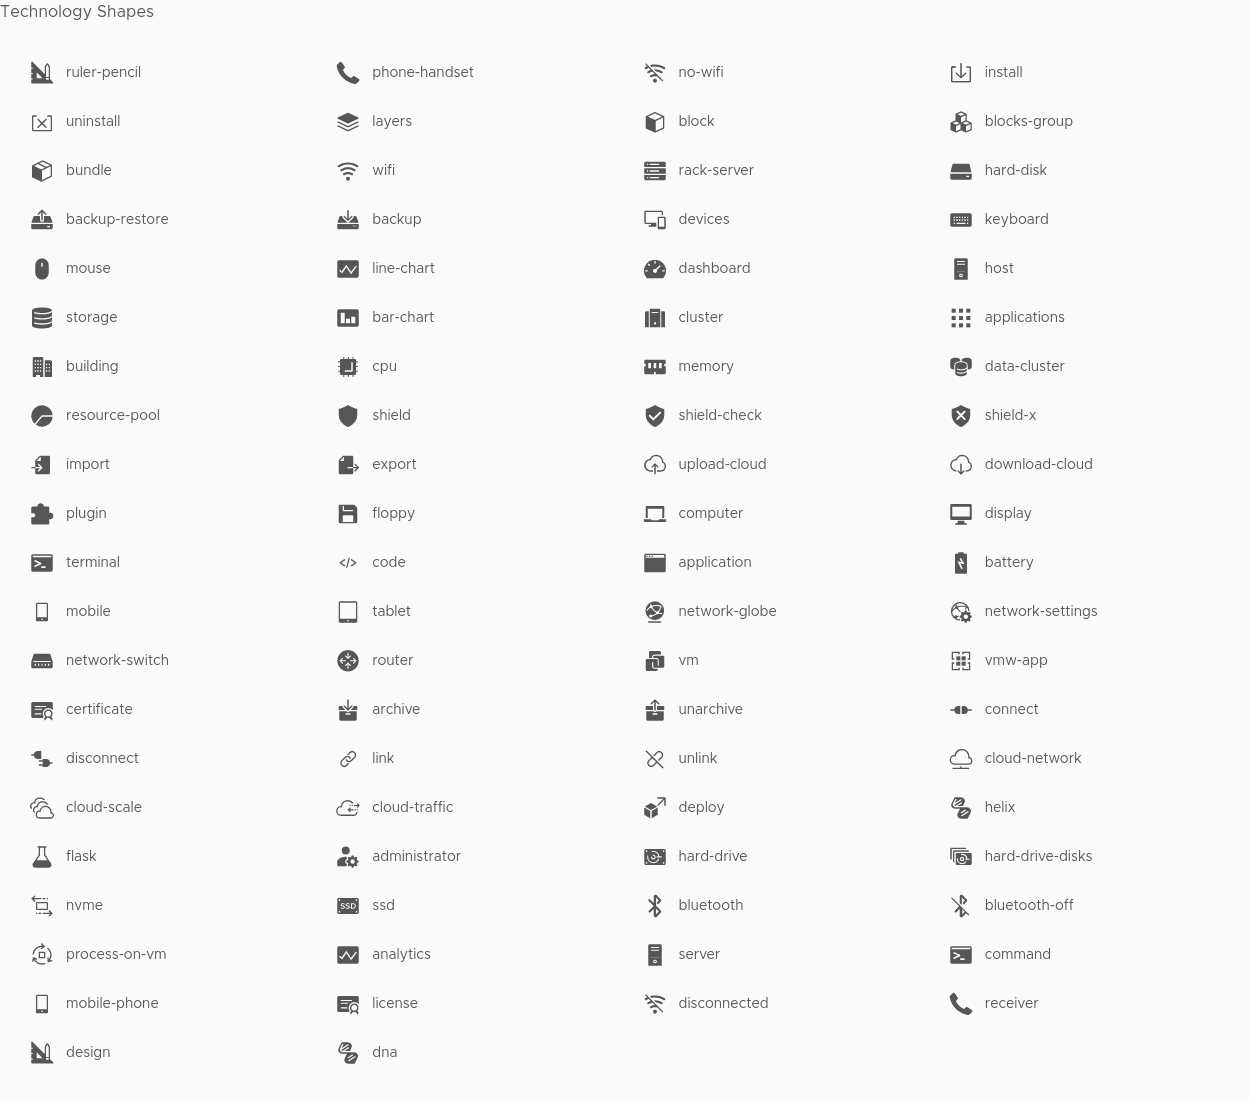 Technology Shapes
ruler-pencil phone-handset no-wifi install
uninstall layers block blocks-group
bundle wifi rack-server hard-disk
backup-restore backup devices keyboard
mouse line-chart dashboard host
storage bar-chart cluster applications
building cpu memory data-cluster
resource-pool shield shield-check shield-x
import export upload-cloud download-cloud
plugin floppy computer display
terminal code application battery
mobile tablet network-globe network-settings
network-switch router vm vmw-app
certificate archive unarchive connect
disconnect link unlink cloud-network
cloud-scale cloud-traffic deploy helix
flask administrator hard-drive hard-drive-disks
nvme SSD ssd bluetooth bluetooth-off
process-on-vm analytics server command
mobile-phone license disconnected receiver
design dna